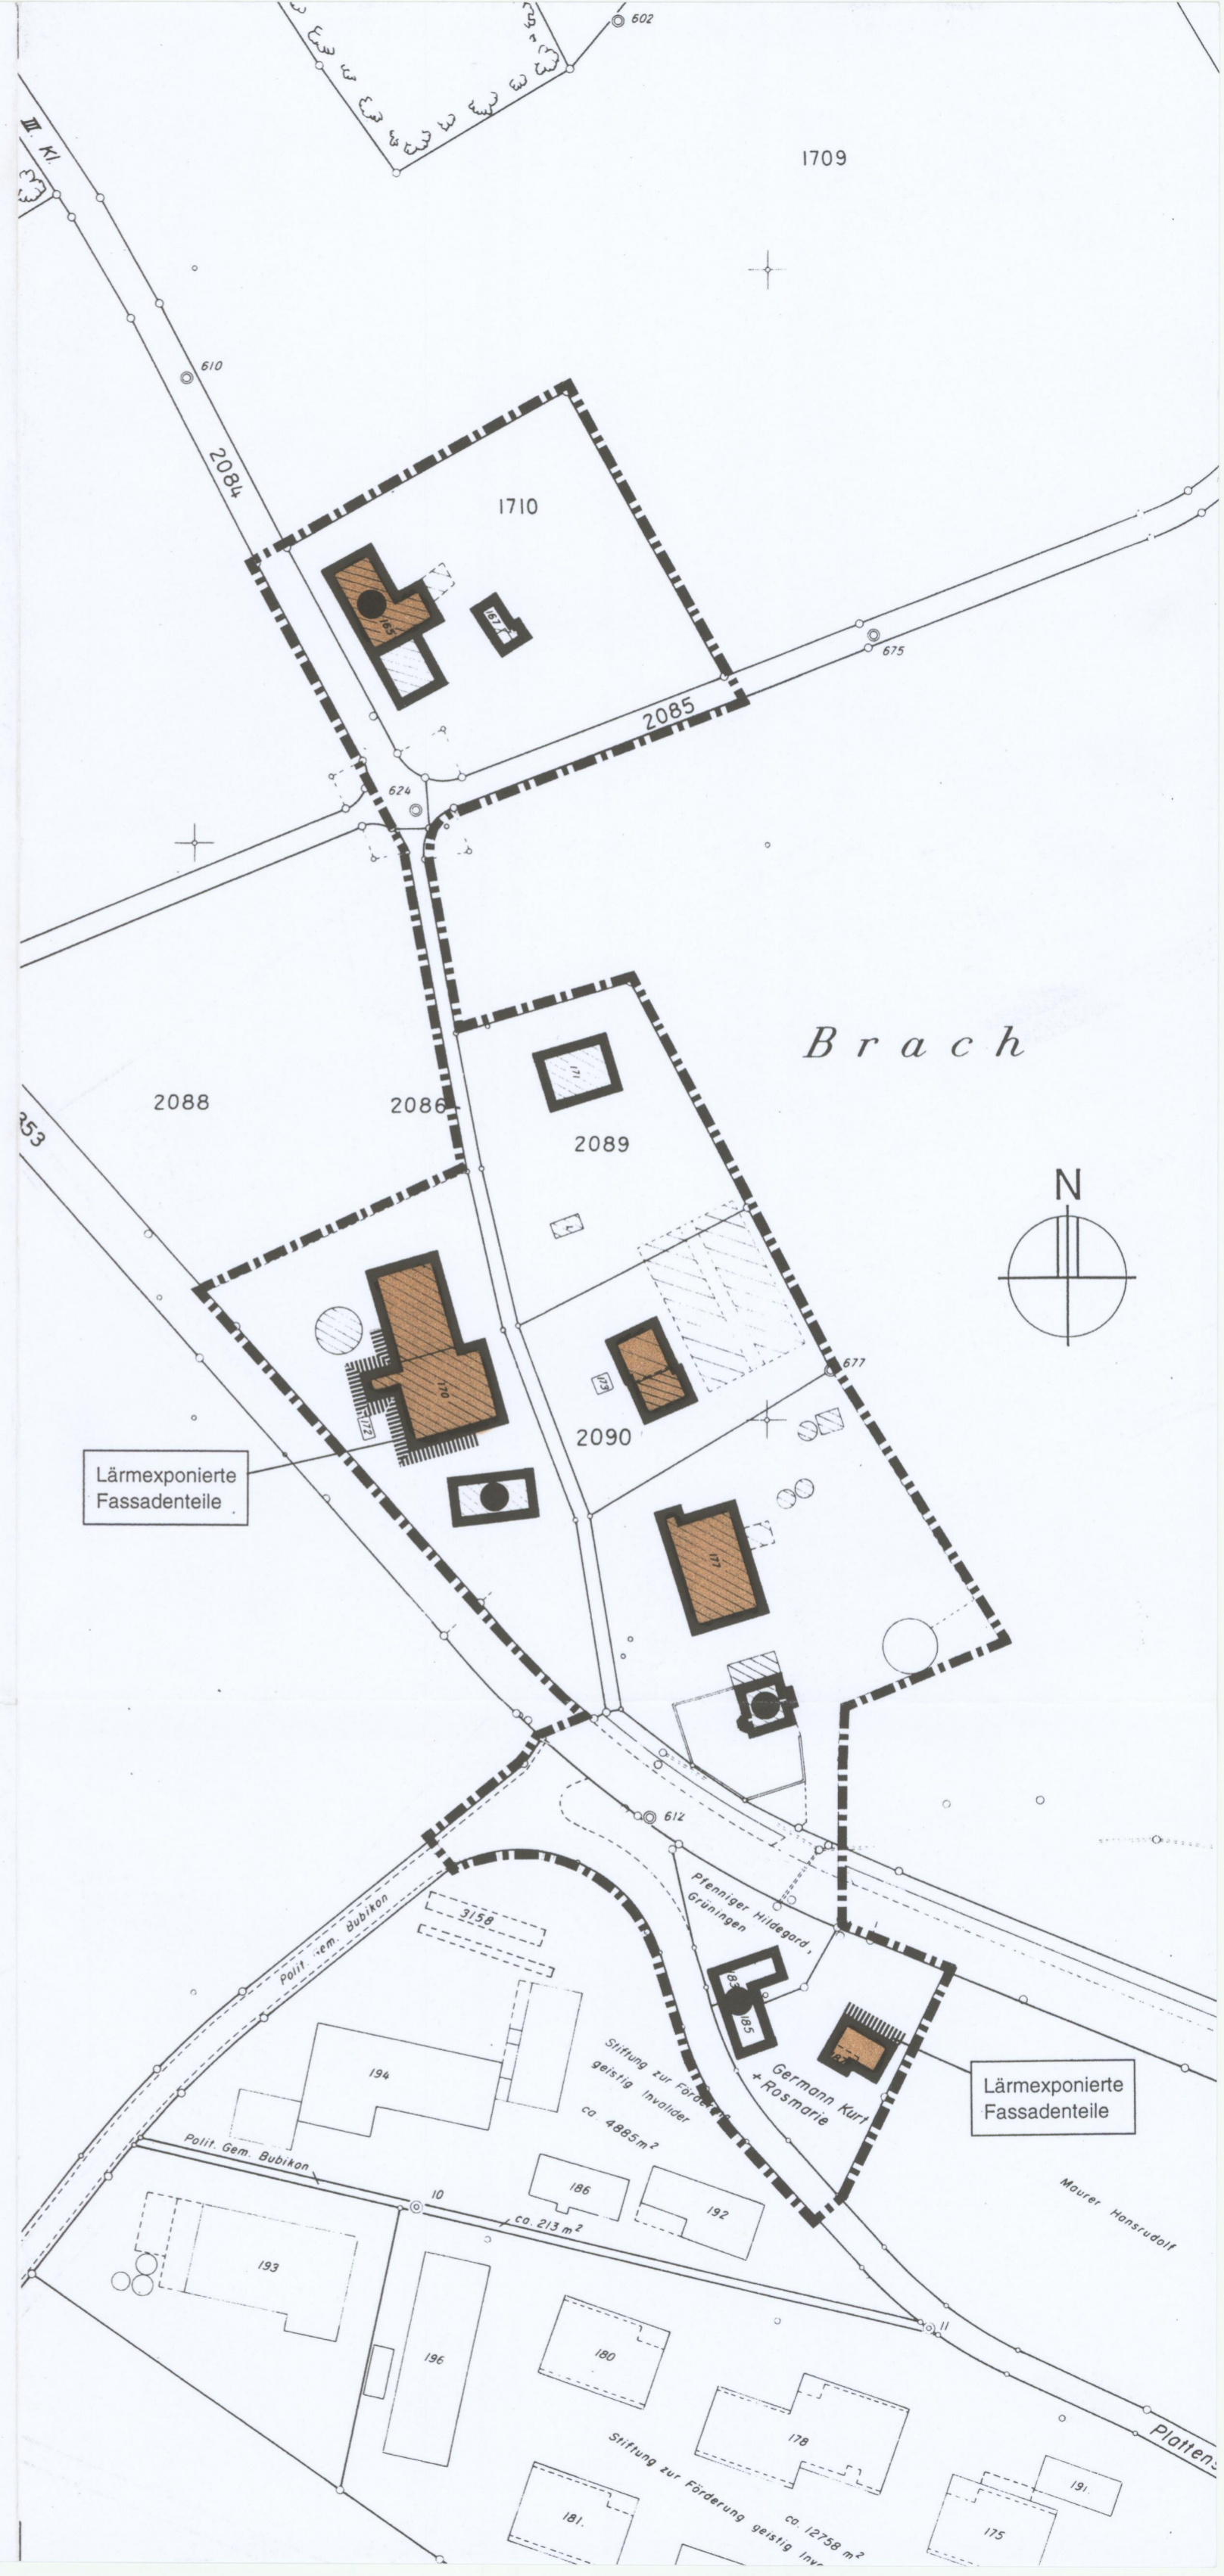 602
III. Kl.
1709
610
2084
1710
165
167
675
2085
624
Brach
171
2088
2086
353
2089
N
677
173
170
172
2090
Lärmexponierte
Fassadenteile
177
612
Pfenniger Hildegard,
Grüningen
3158
Polit. Gem. Bubikon
183
185
194
Stiftung zur Förderung
geistig Invalider
ca. 4885m²
Germann Kurt
+ Rosmarie
Lärmexponierte
Fassadenteile
Polit. Gem. Bubikon
186
192
10
ca. 213 m²
Maurer Hansrudolf
193
11
196
180
178
Plattens
Stiftung zur Förderung geistig Inv
ca. 12758 m²
191
181
175